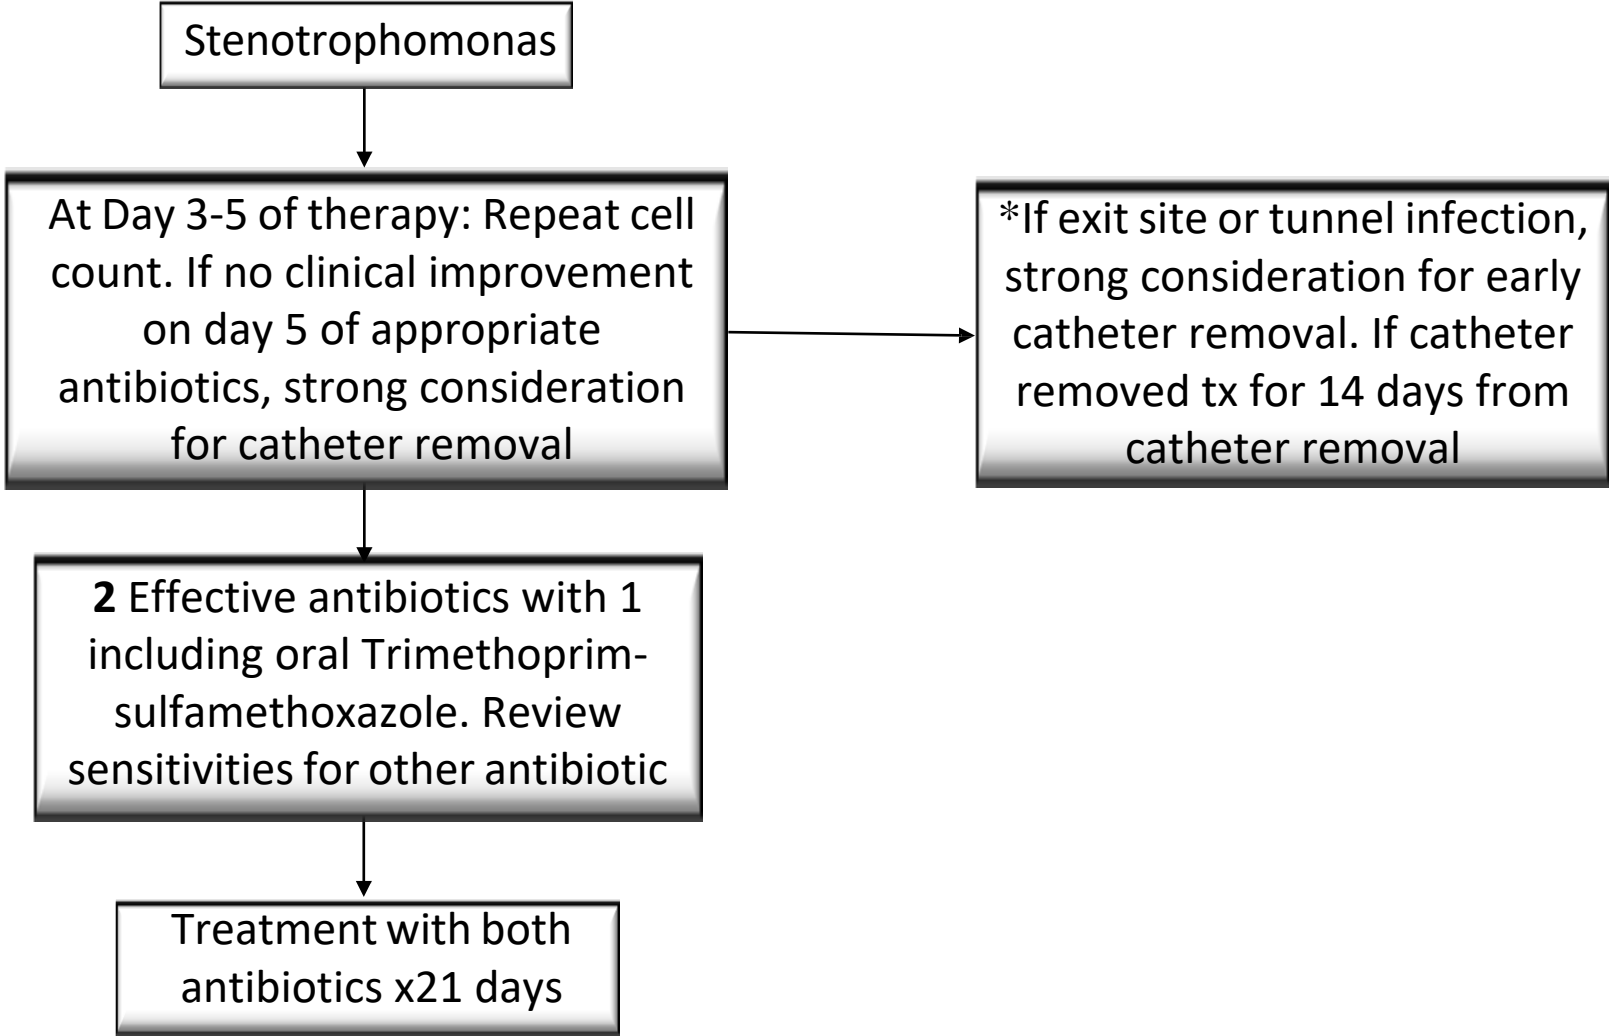 Stenotrophomonas
At Day 3-5 of therapy: Repeat cell
count. If no clinical improvement
on day 5 of appropriate
antibiotics, strong consideration
for catheter removal
*If exit site or tunnel infection,
strong consideration for early
catheter removal. If catheter
removed tx for 14 days from
catheter removal
2 Effective antibiotics with 1
including oral Trimethoprim-
sulfamethoxazole. Review
sensitivities for other antibiotic
Treatment with both
antibiotics x21 days